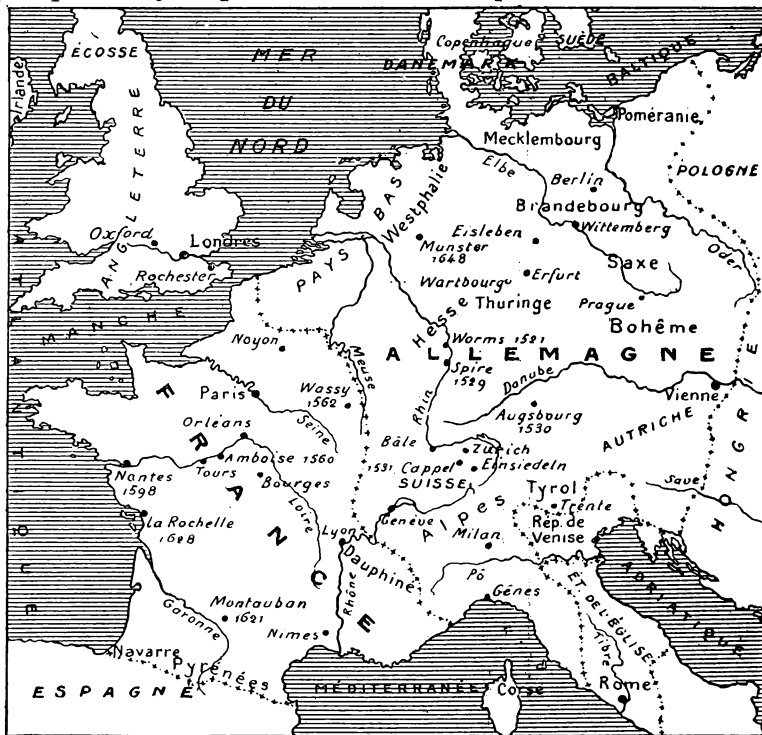 ÉCOSSE
Irlande
MER
DU
NORD
Copenhague
SUÈDE
DANEMARK
BALTIQUE
ANGLETERRE
Mecklembourg
Poméranie
POLOGNE
Elbe
Berlin
Brandebourg
Wittemberg
Oder
Oxford
Londres
Rochester
PAYS
BAS
Westphalie
Munster
1648
Eisleben
Saxe
Wartbourg
Erfurt
Hesse
Thuringe
Prague
Bohême
ATLANTIQUE
MANCHE
Noyon
Meuse
ALLEMAGNE
Worms 1521
Spire
1529
Rhin
Danube
Vienne
HONGRIE
Paris
Wassy
1562
Seine
Augsbourg
1530
AUTRICHE
FRANCE
Orléans
Amboise 1560
Tours
Bourges
Nantes
1598
Loire
Bâle
Zurich
1531 Cappel
Einsiedeln
SUISSE
Tyrol
Trente
Save
La Rochelle
1628
Genève
Alpes
Milan
Rép. de
Venise
Lyon
Dauphiné
Rhône
Pô
Gênes
ADRIATIQUE
ET. DE L'ÉGLISE
Tibre
Garonne
Montauban
1621
Nimes
Navarre
Pyrénées
ESPAGNE
MÉDITERRANÉE
Corse
Rome